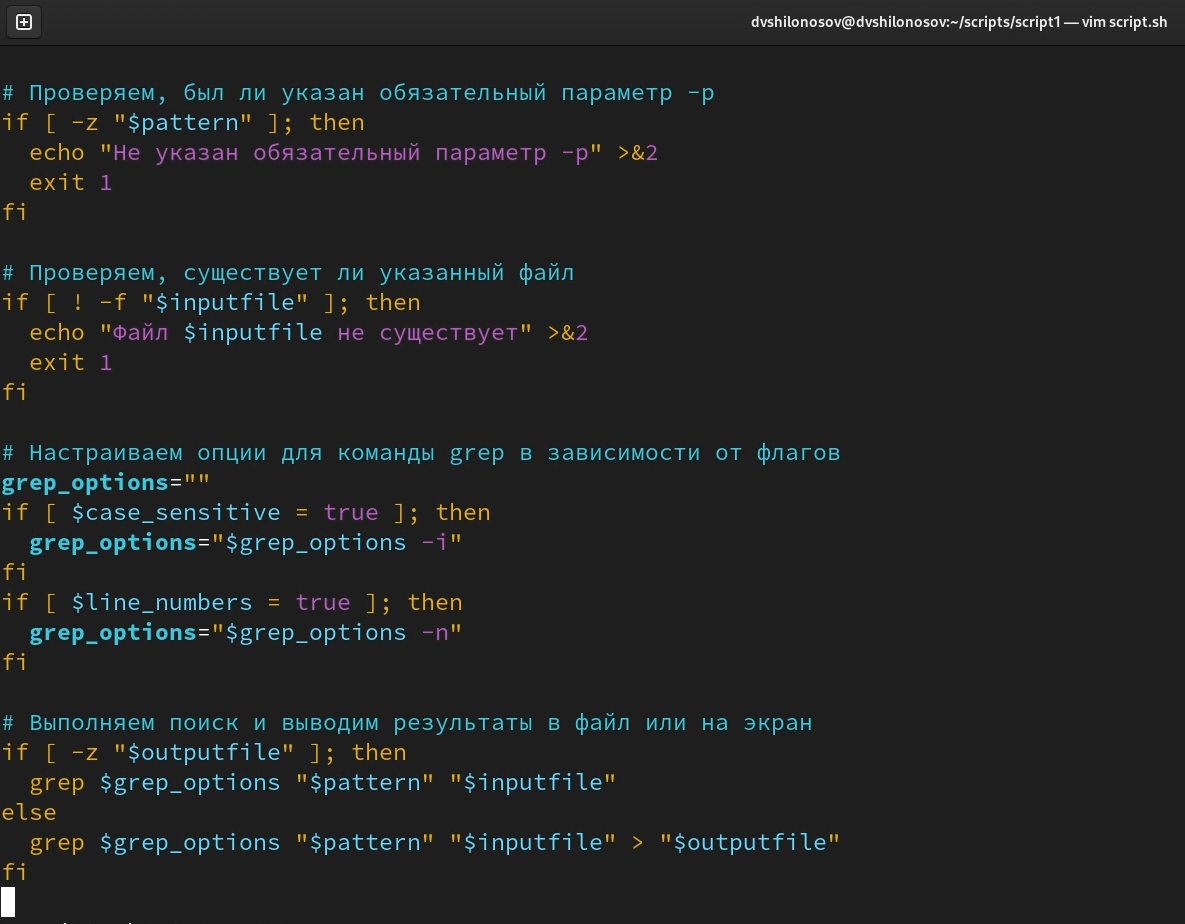 dvshilonosov@dvshilonosov:~/scripts/script1 — vim script.sh
# Проверяем, был ли указан обязательный параметр -p
if [ -z "$pattern" ]; then
  echo "Не указан обязательный параметр -p" >&2
  exit 1
fi
# Проверяем, существует ли указанный файл
if [ ! -f "$inputfile" ]; then
  echo "Файл $inputfile не существует" >&2
  exit 1
fi
# Настраиваем опции для команды grep в зависимости от флагов
grep_options=""
if [ $case_sensitive = true ]; then
  grep_options="$grep_options -i"
fi
if [ $line_numbers = true ]; then
  grep_options="$grep_options -n"
fi
# Выполняем поиск и выводим результаты в файл или на экран
if [ -z "$outputfile" ]; then
  grep $grep_options "$pattern" "$inputfile"
else
  grep $grep_options "$pattern" "$inputfile" > "$outputfile"
fi